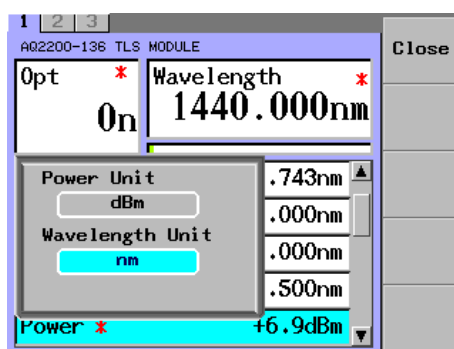 1 2 3
AQ2200-136 TLS MODULE
Close
Opt *
On
Wavelength *
1440.000nm
Power Unit
dBm
Wavelength Unit
nm
.743nm
.000nm
.000nm
.500nm
Power * +6.9dBm